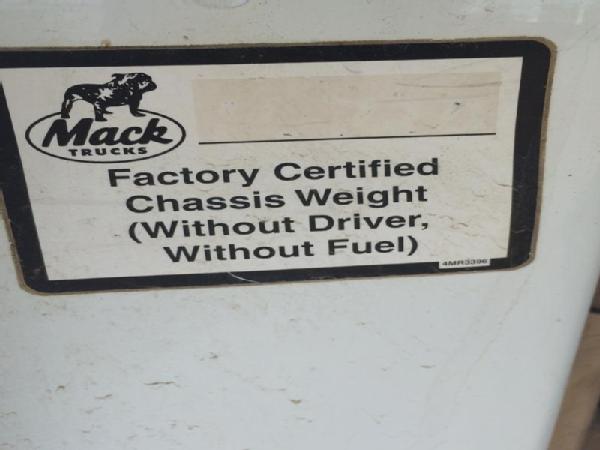 Mack
TRUCKS
Factory Certified
Chassis Weight
(Without Driver,
Without Fuel)
4MR3396